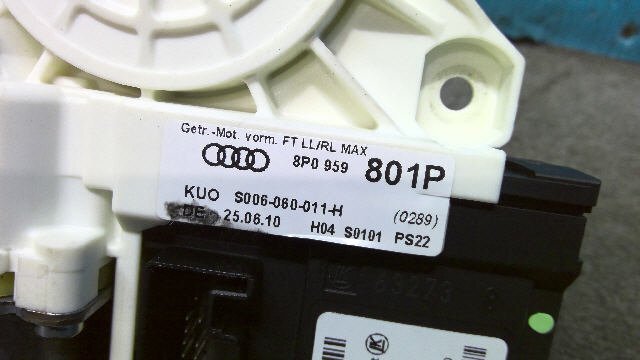 Getr.-Mot. vorm. FT LL/RL MAX
8P0 959 801P
KUO S006-060-011-H (0289)
DE 25.06.10 H04 S0101 PS22